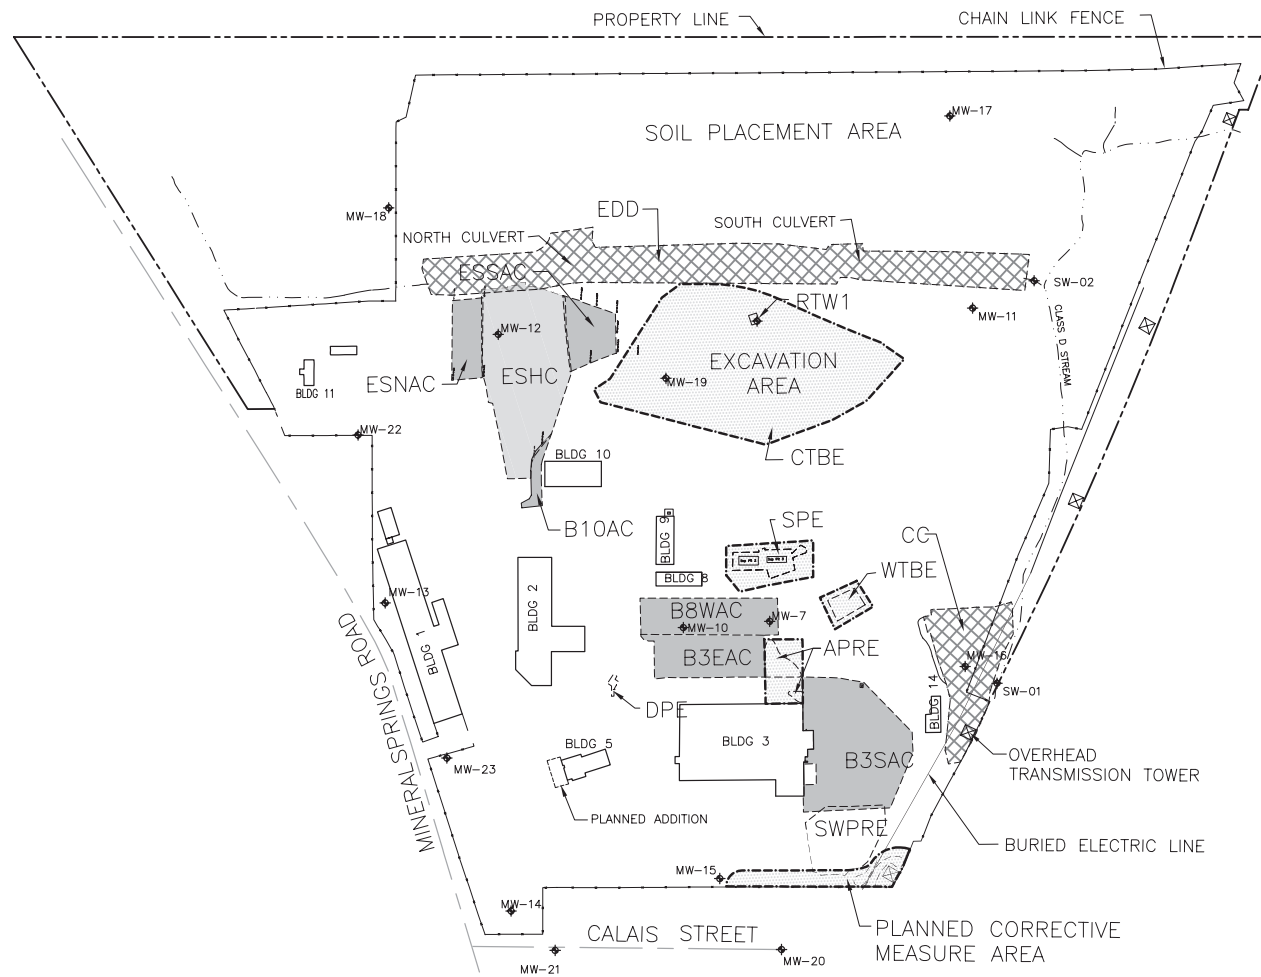 PROPERTY LINE
CHAIN LINK FENCE
MW-17
SOIL PLACEMENT AREA
MW-18
EDD
SOUTH CULVERT
NORTH CULVERT
ESSAC
SW-02
RTW1
MW-11
MW-12
CLASS D STREAM
EXCAVATION
AREA
ESHC
MW-19
ESNAC
BLDG 11
MW-22
BLDG 10
CTBE
B10AC
BLDG 9
SPE
CG
WTBE
BLDG 8
BLDG 2
MW-13
B8WAC
MW-7
MW-10
BLDG 1
B3EAC
APRE
MW-16
SW-01
BLDG 14
MINERALSPRINGS ROAD
DPE
BLDG 3
BLDG 5
B3SAC
OVERHEAD
TRANSMISSION TOWER
MW-23
PLANNED ADDITION
SWPRE
BURIED ELECTRIC LINE
MW-15
MW-14
CALAIS STREET
PLANNED CORRECTIVE
MEASURE AREA
MW-21
MW-20